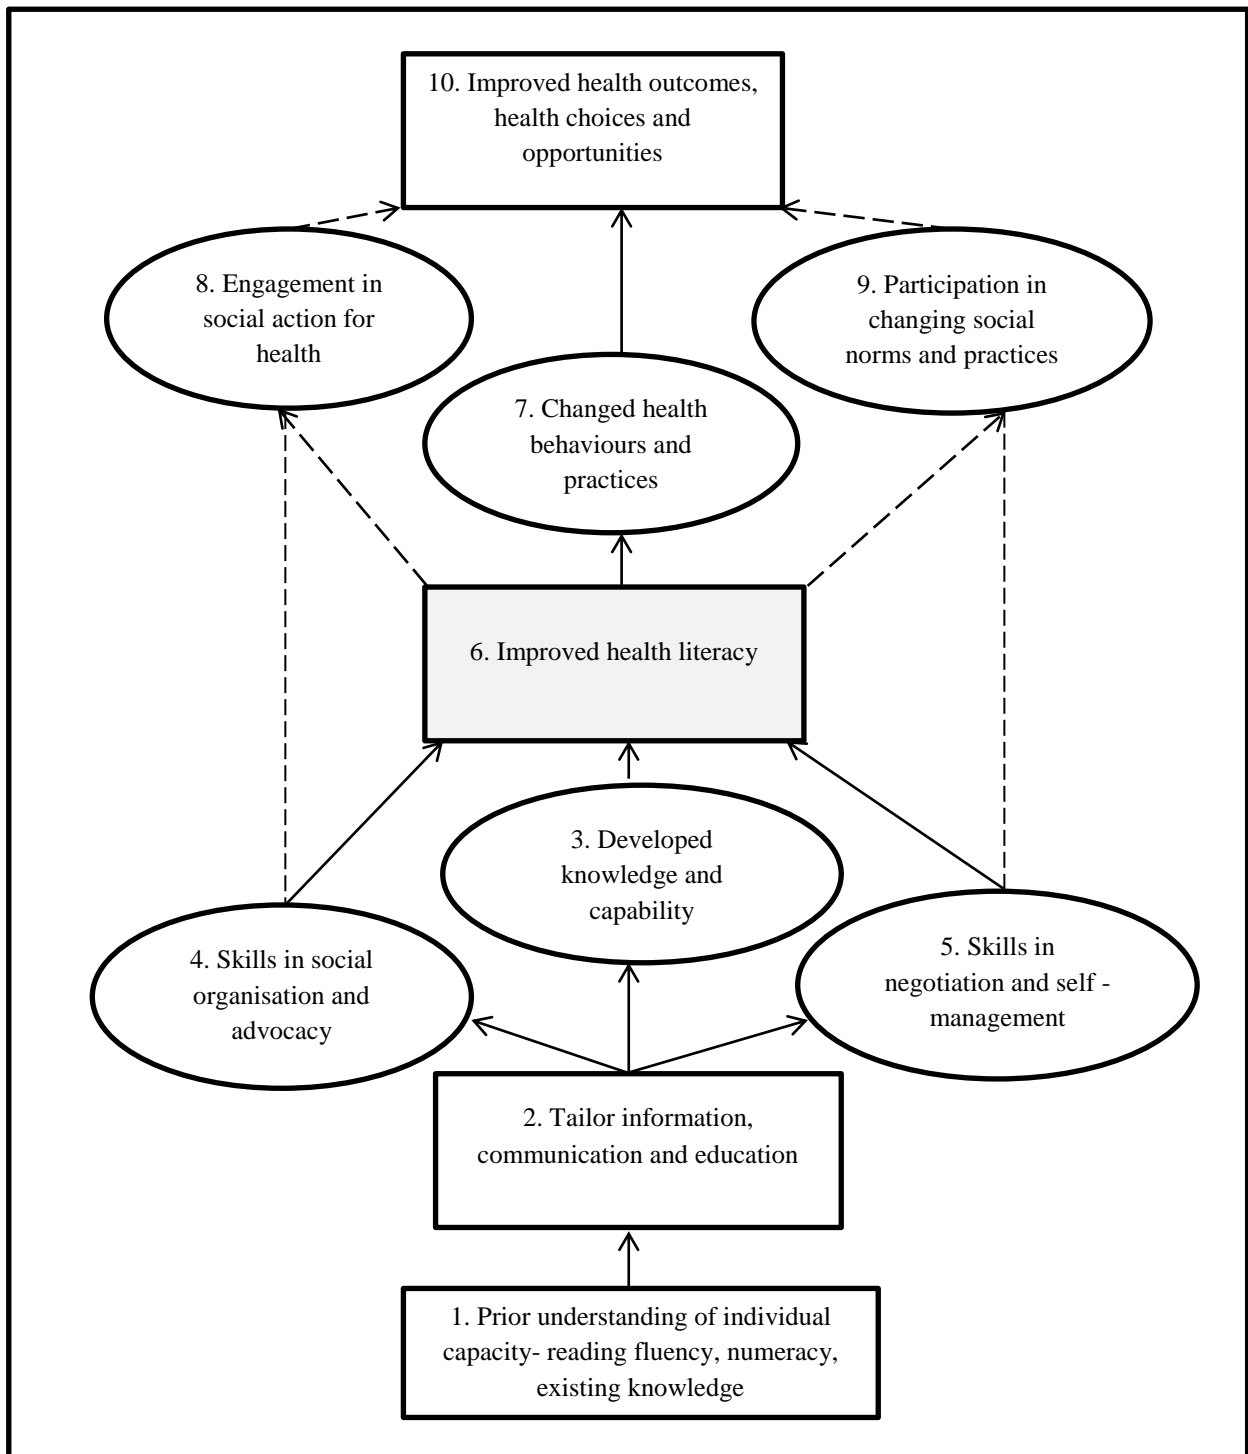 10. Improved health outcomes,
health choices and
opportunities
8. Engagement in
social action for
health
9. Participation in
changing social
norms and practices
7. Changed health
behaviours and
practices
6. Improved health literacy
3. Developed
knowledge and
capability
4. Skills in social
organisation and
advocacy
5. Skills in
negotiation and self -
management
2. Tailor information,
communication and education
1. Prior understanding of individual
capacity- reading fluency, numeracy,
existing knowledge